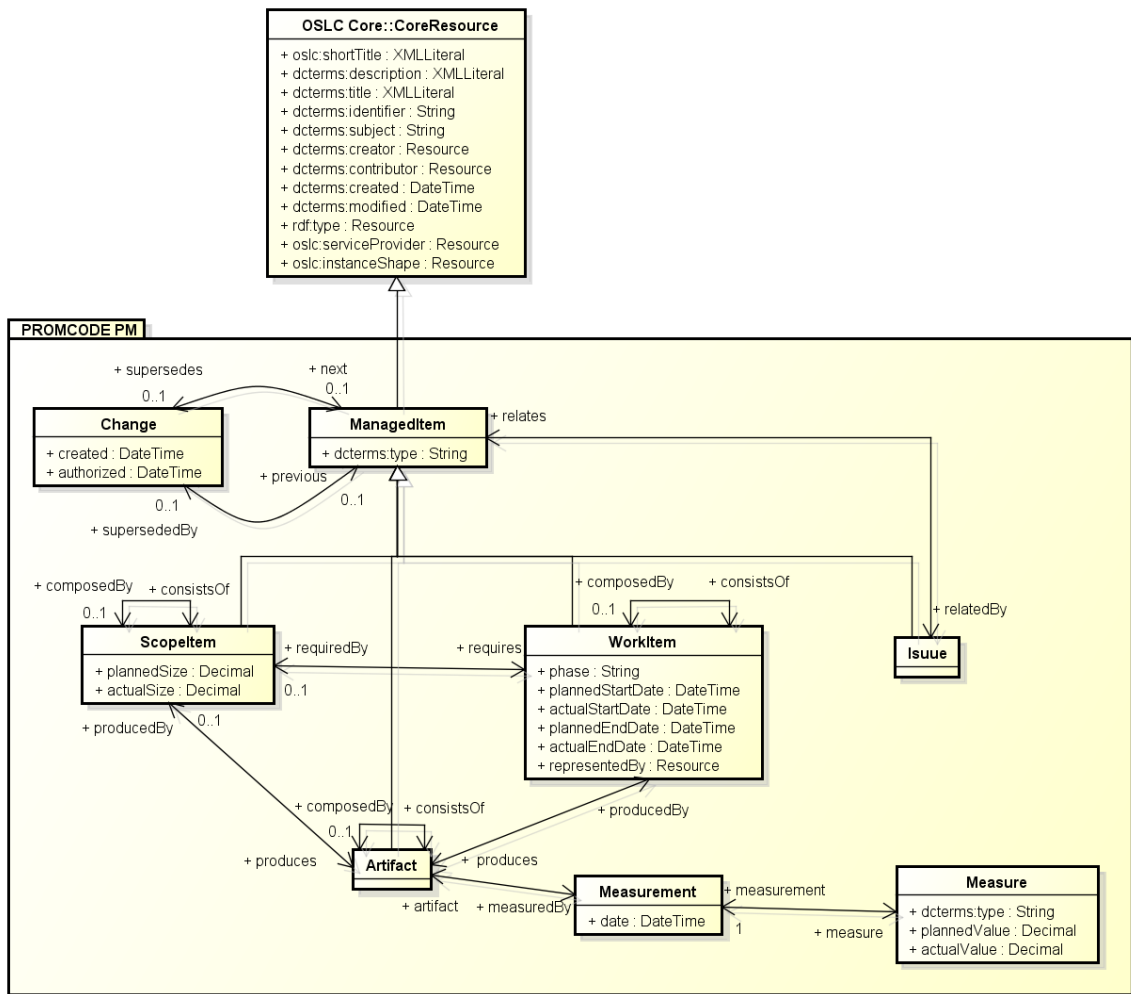 OSLC Core::CoreResource
+ oslc:shortTitle : XMLLiteral
+ dcterms:description : XMLLiteral
+ dcterms:title : XMLLiteral
+ dcterms:identifier : String
+ dcterms:subject : String
+ dcterms:creator : Resource
+ dcterms:contributor : Resource
+ dcterms:created : DateTime
+ dcterms:modified : DateTime
+ rdf:type : Resource
+ oslc:serviceProvider : Resource
+ oslc:instanceShape : Resource
PROMCODE PM
+ supersedes
+ next
0..1
0..1
Change
+ created : DateTime
+ authorized : DateTime
ManagedItem
+ dcterms:type : String
+ relates
+ previous
0..1
0..1
+ supersededBy
+ composedBy
+ consistsOf
0..1
+ composedBy
+ consistsOf
0..1
+ relatedBy
ScopeItem
+ plannedSize : Decimal
+ actualSize : Decimal
+ requiredBy
+ requires
0..1
WorkItem
+ phase : String
+ plannedStartDate : DateTime
+ actualStartDate : DateTime
+ plannedEndDate : DateTime
+ actualEndDate : DateTime
+ representedBy : Resource
Isuue
0..1
+ producedBy
+ composedBy
+ consistsOf
0..1
+ producedBy
+ produces
Artifact
+ produces
+ artifact
+ measuredBy
Measurement
+ date : DateTime
+ measurement
1
+ measure
Measure
+ dcterms:type : String
+ plannedValue : Decimal
+ actualValue : Decimal